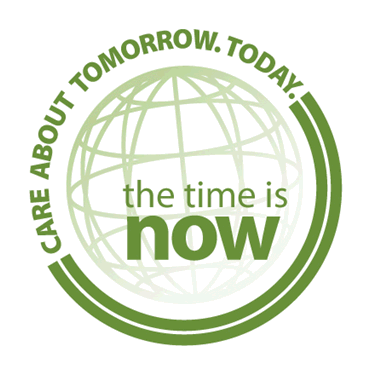 CARE ABOUT TOMORROW. TODAY.
the time is
now